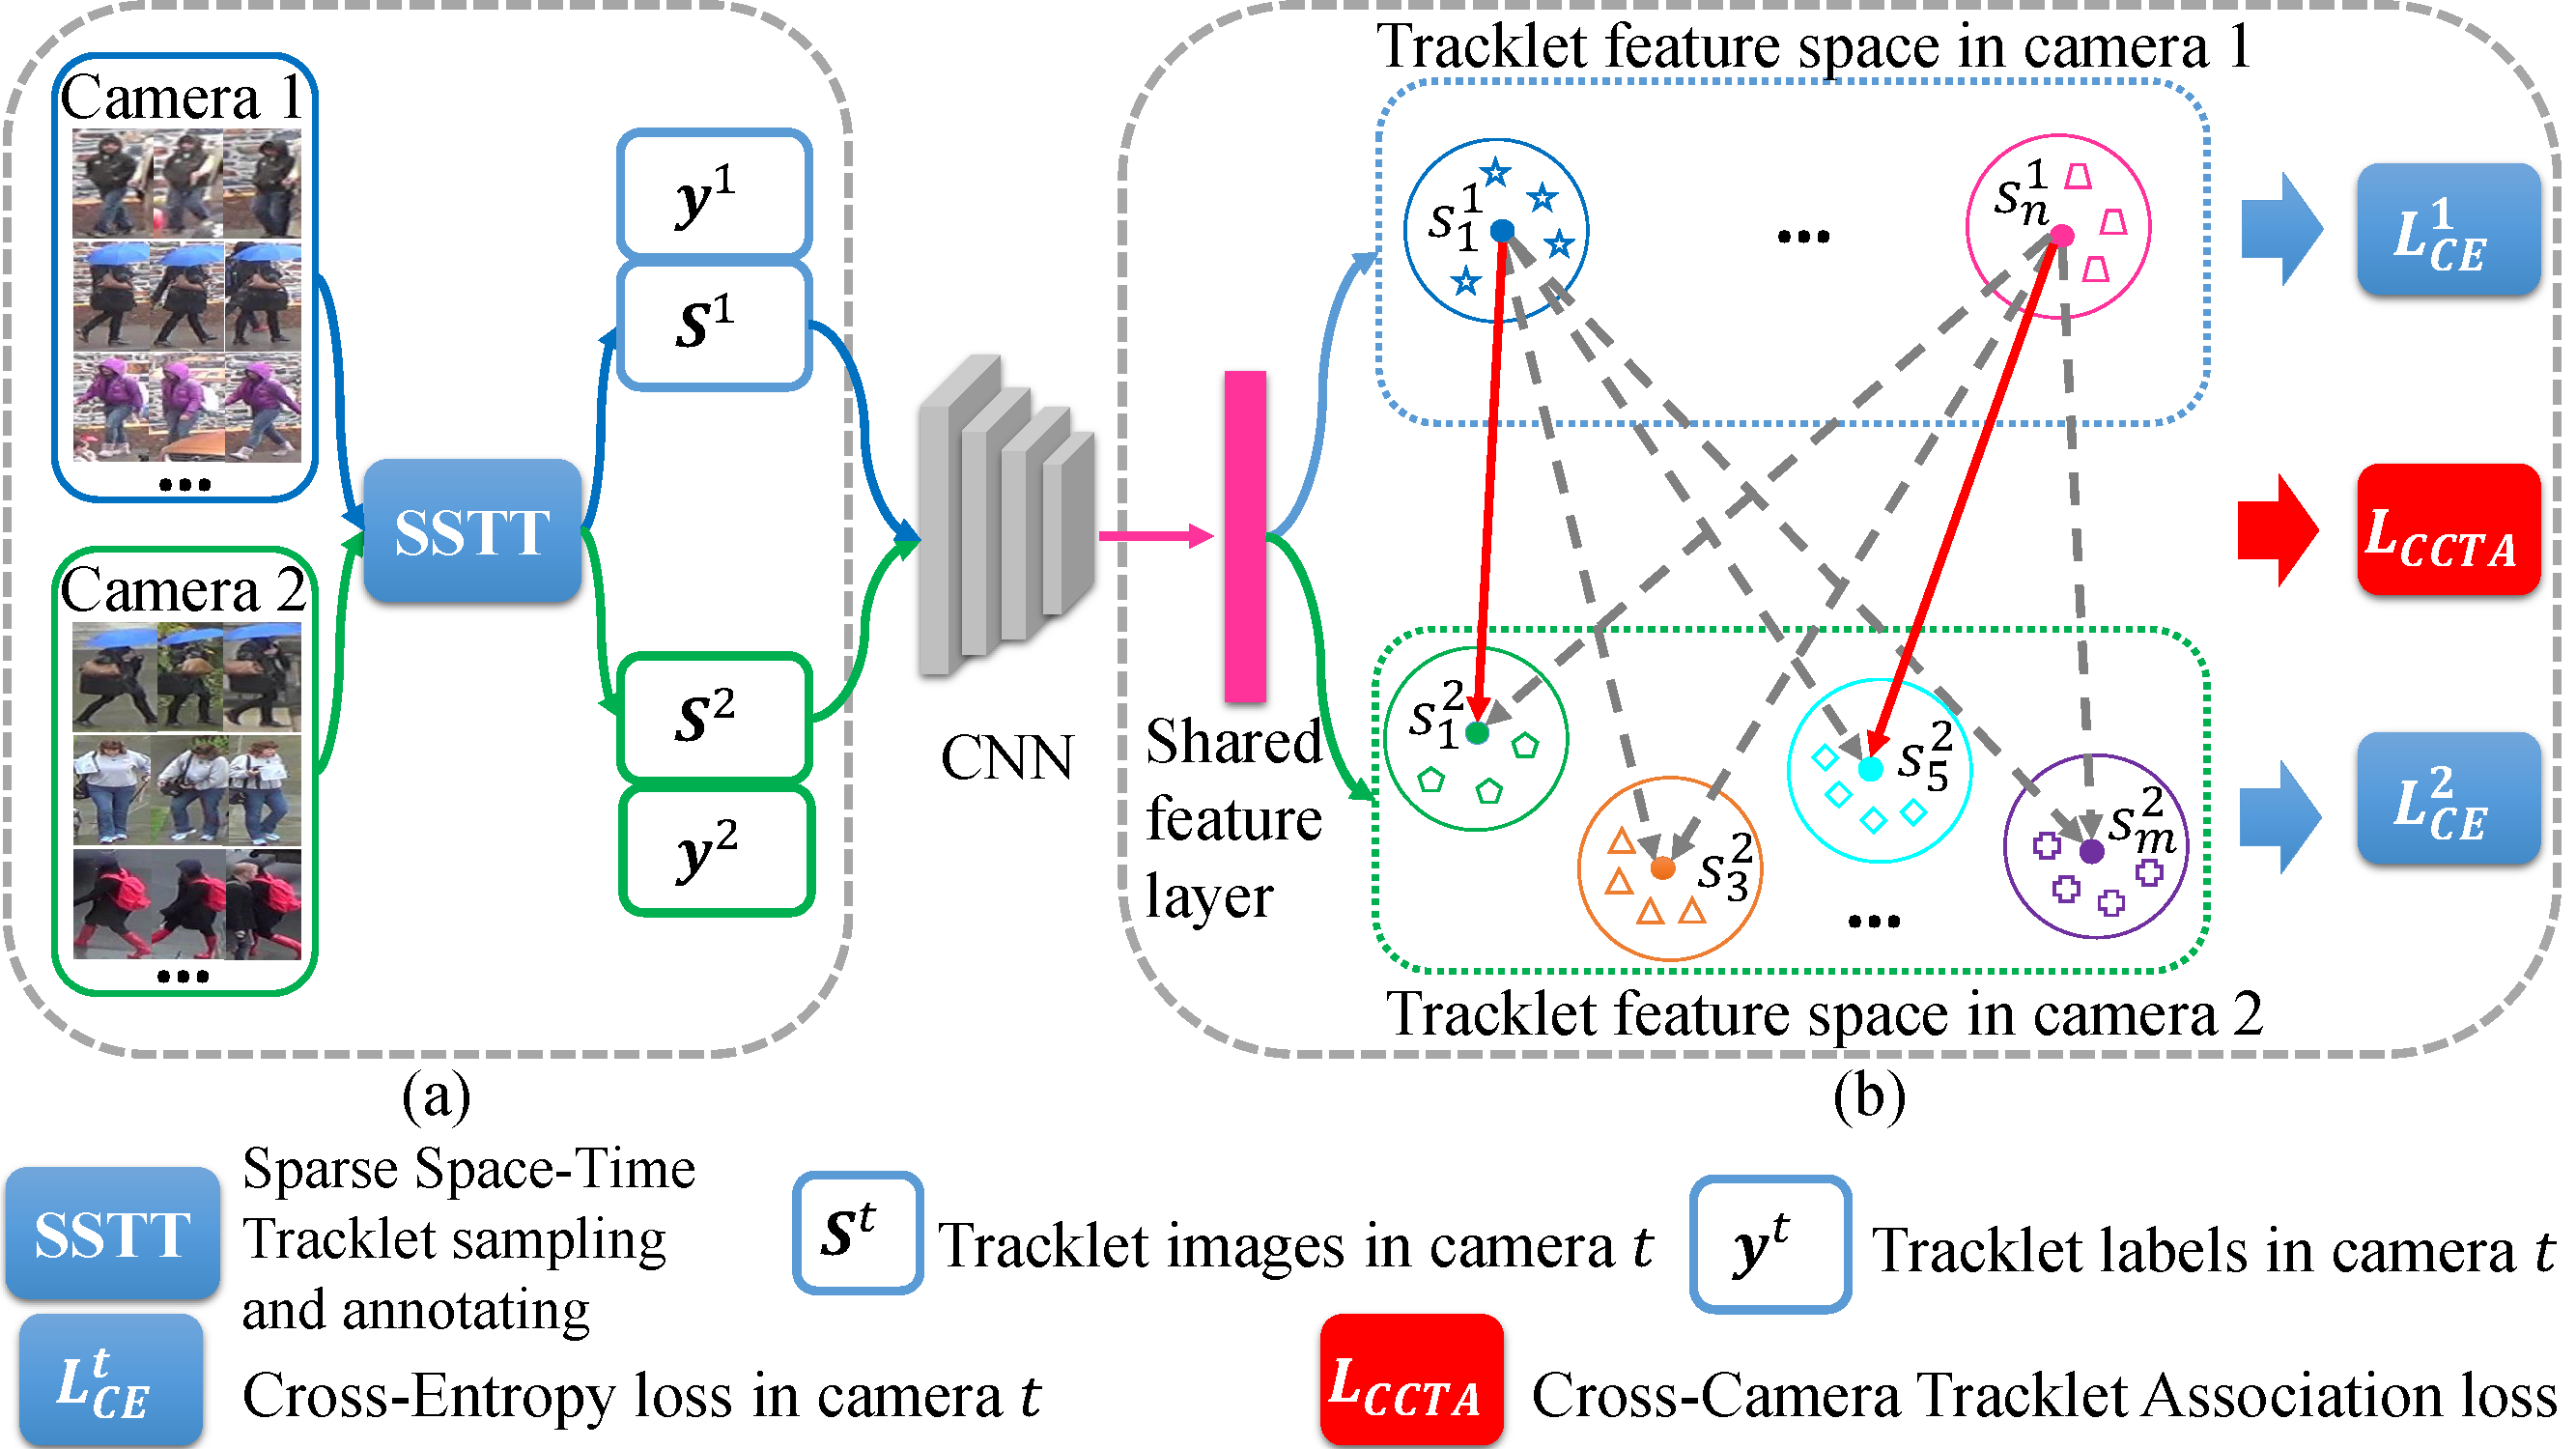 Camera 1
...
Camera 2
...
SSTT
y^1
S^1
S^2
y^2
CNN
Shared
feature
layer
Tracklet feature space in camera 1
s_1^1
...
s_n^1
s_1^2
s_3^2
s_5^2
s_m^2
...
Tracklet feature space in camera 2
L_{CE}^1
L_{CCTA}
L_{CE}^2
(a)
(b)
SSTT
Sparse Space-Time
Tracklet sampling
and annotating
S^t
Tracklet images in camera t
y^t
Tracklet labels in camera t
L_{CE}^t
Cross-Entropy loss in camera t
L_{CCTA}
Cross-Camera Tracklet Association loss